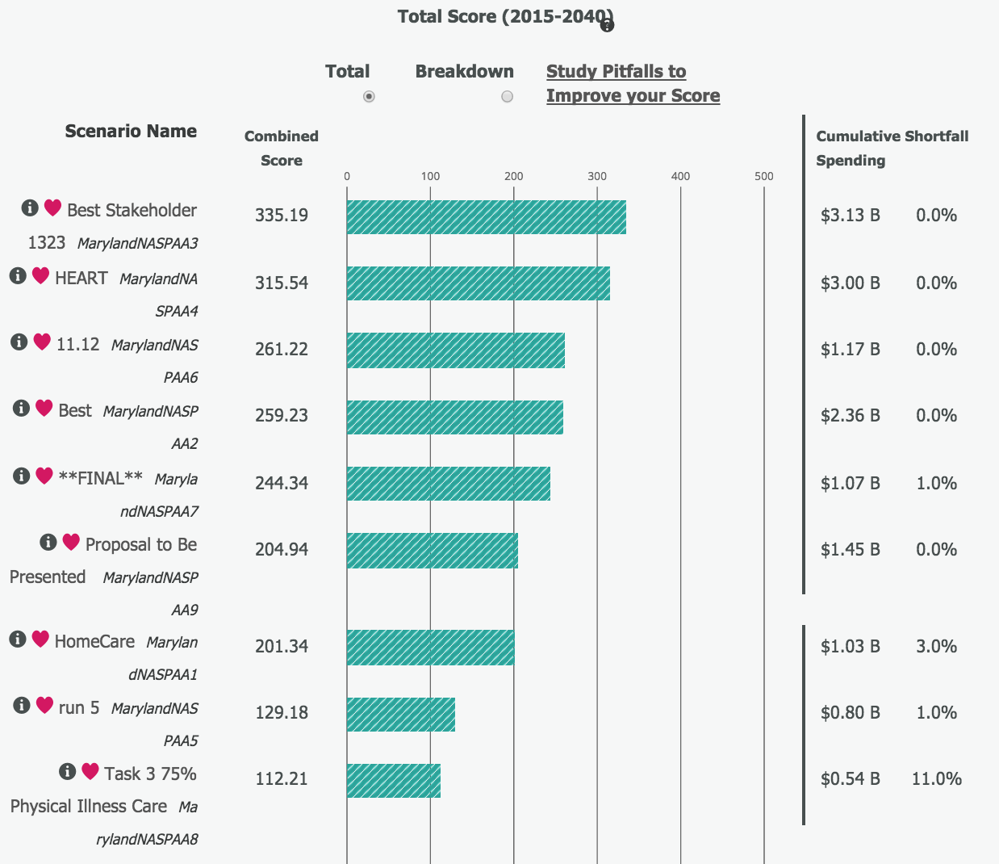 Total Score (2015-2040)
Total Breakdown Study Pitfalls to
Improve your Score
Scenario Name Combined Score Cumulative Shortfall
Spending
0 100 200 300 400 500
Best Stakeholder 335.19 $3.13 B 0.0%
1323 MarylandNASPAA3
HEART MarylandNA 315.54 $3.00 B 0.0%
SPAA4
11.12 MarylandNAS 261.22 $1.17 B 0.0%
PAA6
Best MarylandNASP 259.23 $2.36 B 0.0%
AA2
**FINAL** Maryla 244.34 $1.07 B 1.0%
ndNASPAA7
Proposal to Be 204.94 $1.45 B 0.0%
Presented MarylandNASP
AA9
HomeCare Marylan 201.34 $1.03 B 3.0%
dNASPAA1
run 5 MarylandNAS 129.18 $0.80 B 1.0%
PAA5
Task 3 75% 112.21 $0.54 B 11.0%
Physical Illness Care Ma
rylandNASPAA8